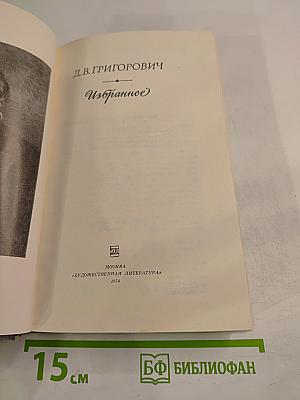 Д.В.ГРИГОРОВИЧ
Избранное
МОСКВА
«ХУДОЖЕСТВЕННАЯ ЛИТЕРАТУРА»
1976
15 см
БФ БИБЛИОФАН